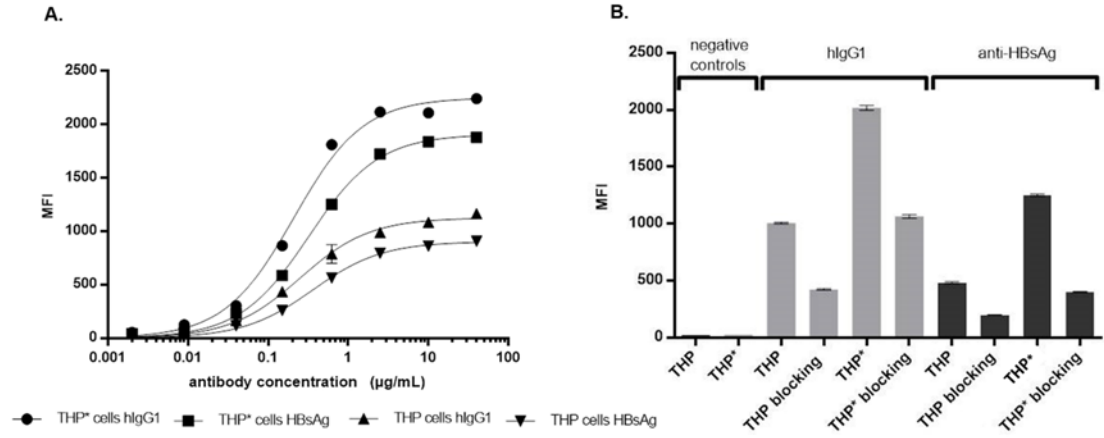 A.
MFI
2500
2000
1500
1000
500
0
0.001
0.01
0.1
1
10
100
antibody concentration (µg/mL)
THP* cells hIgG1
THP* cells HBsAg
THP cells hIgG1
THP cells HBsAg
B.
negative
controls
hIgG1
anti-HBsAg
MFI
2500
2000
1500
1000
500
0
THP
THP*
THP
THP blocking
THP*
THP* blocking
THP
THP blocking
THP*
THP* blocking